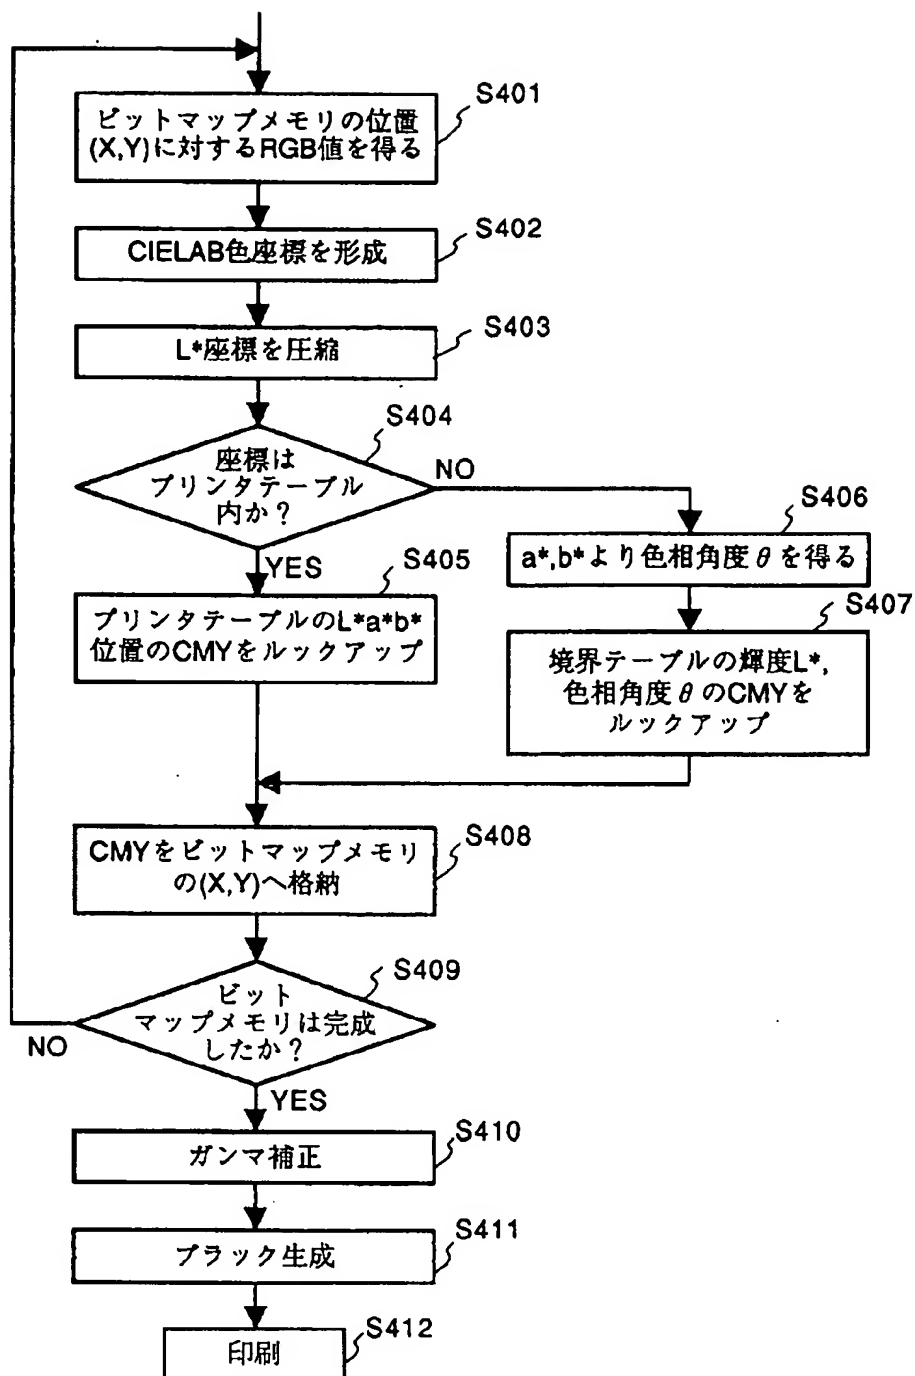 S401
ビットマップメモリの位置
(X,Y)に対するRGB値を得る
S402
CIELAB色座標を形成
S403
L*座標を圧縮
S404
座標は
プリンタテーブル
内か？
NO
YES
S405
プリンタテーブルのL*a*b*
位置のCMYをルックアップ
S406
a*,b*より色相角度θを得る
S407
境界テーブルの輝度L*,
色相角度θのCMYを
ルックアップ
S408
CMYをビットマップメモリ
の(X,Y)へ格納
S409
ビット
マップメモリは完成
したか？
NO
YES
S410
ガンマ補正
S411
ブラック生成
S412
印刷